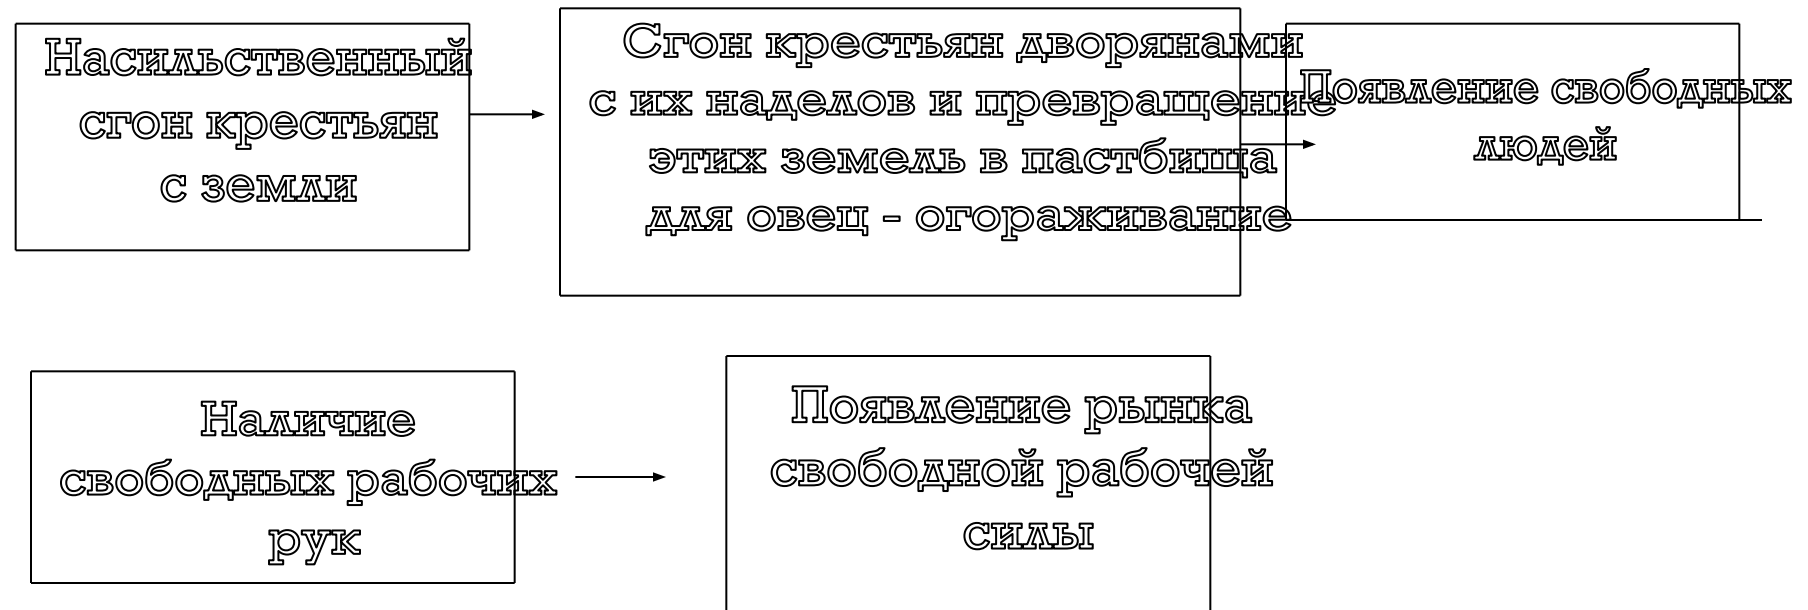 Насильственный
сгон крестьян
с земли
Сгон крестьян дворянами
с их наделов и превращение
этих земель в пастбища
для овец - огораживание
Появление свободных
людей
Наличие
свободных рабочих
рук
Появление рынка
свободной рабочей
силы